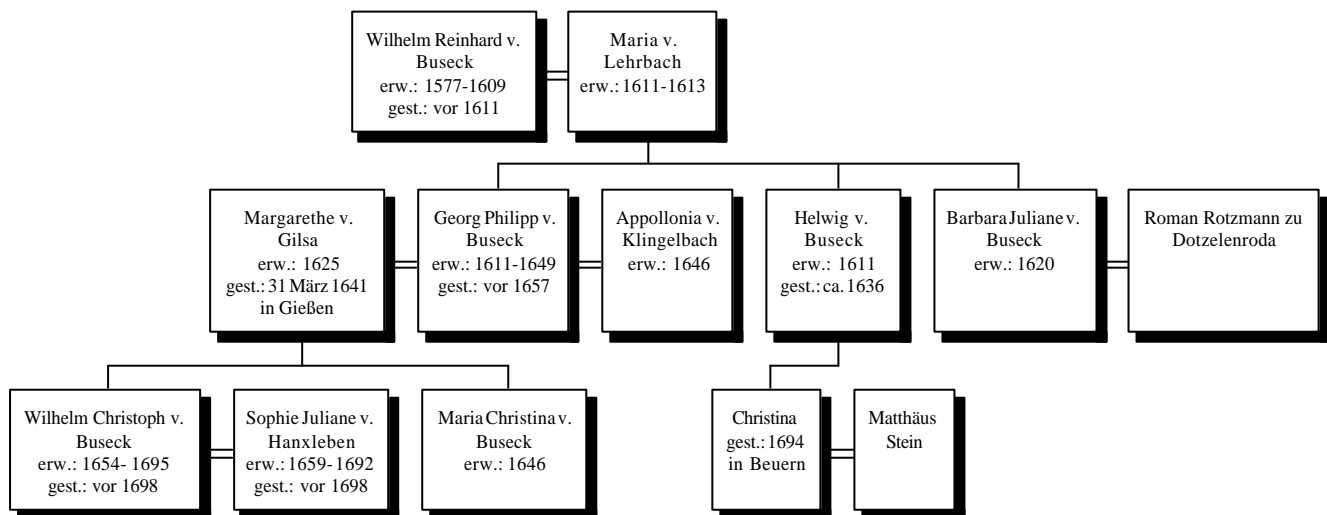 Wilhelm Reinhard v.
Buseck
erw.: 1577-1609
gest.: vor 1611
Maria v.
Lehrbach
erw.: 1611-1613
Margarethe v.
Gilsa
erw.: 1625
gest.: 31 März 1641
in Gießen
Georg Philipp v.
Buseck
erw.: 1611-1649
gest.: vor 1657
Appollonia v.
Klingelbach
erw.: 1646
Helwig v.
Buseck
erw.: 1611
gest.: ca. 1636
Barbara Juliane v.
Buseck
erw.: 1620
Roman Rotzmann zu
Dotzelenroda
Wilhelm Christoph v.
Buseck
erw.: 1654- 1695
gest.: vor 1698
Sophie Juliane v.
Hanxleben
erw.: 1659- 1692
gest.: vor 1698
Maria Christina v.
Buseck
erw.: 1646
Christina
gest.: 1694
in Beuern
Matthäus
Stein